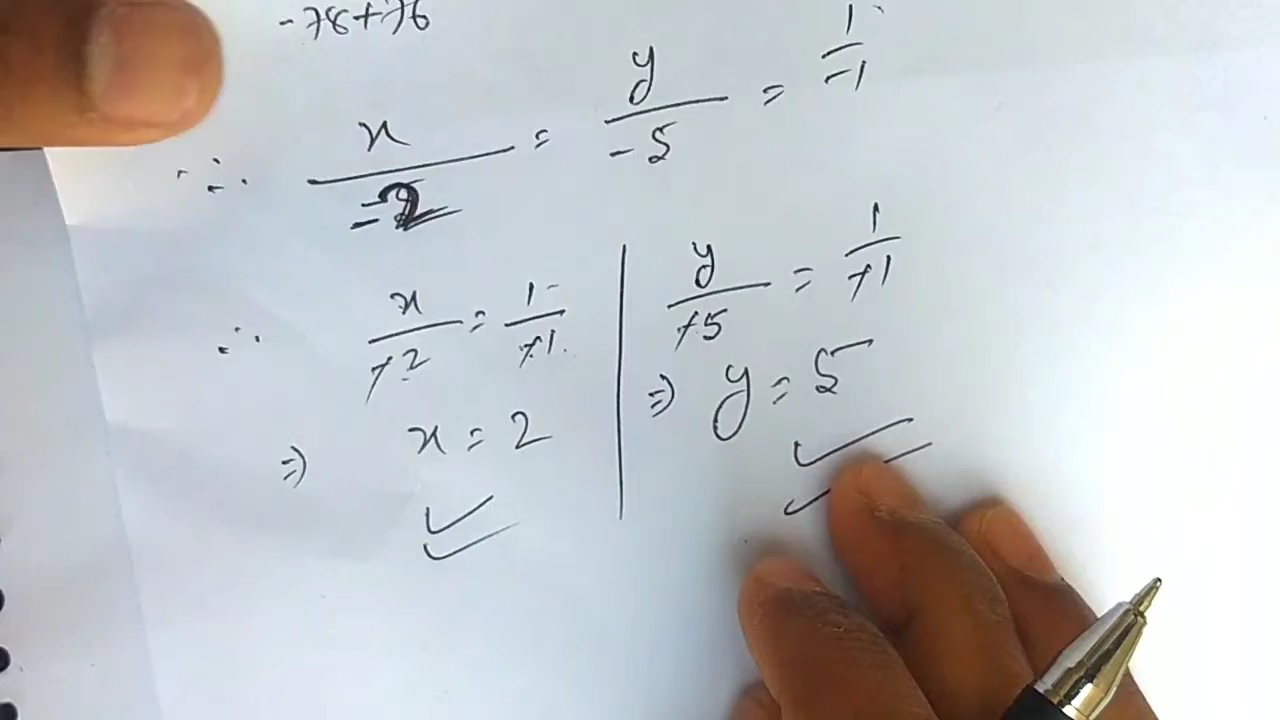 -78+76
∴ x/-2 = y/-5 = 1/-1
∴ x/-2 = 1/-1 | y/-5 = 1/-1
⇒ x = 2 | ⇒ y = 5